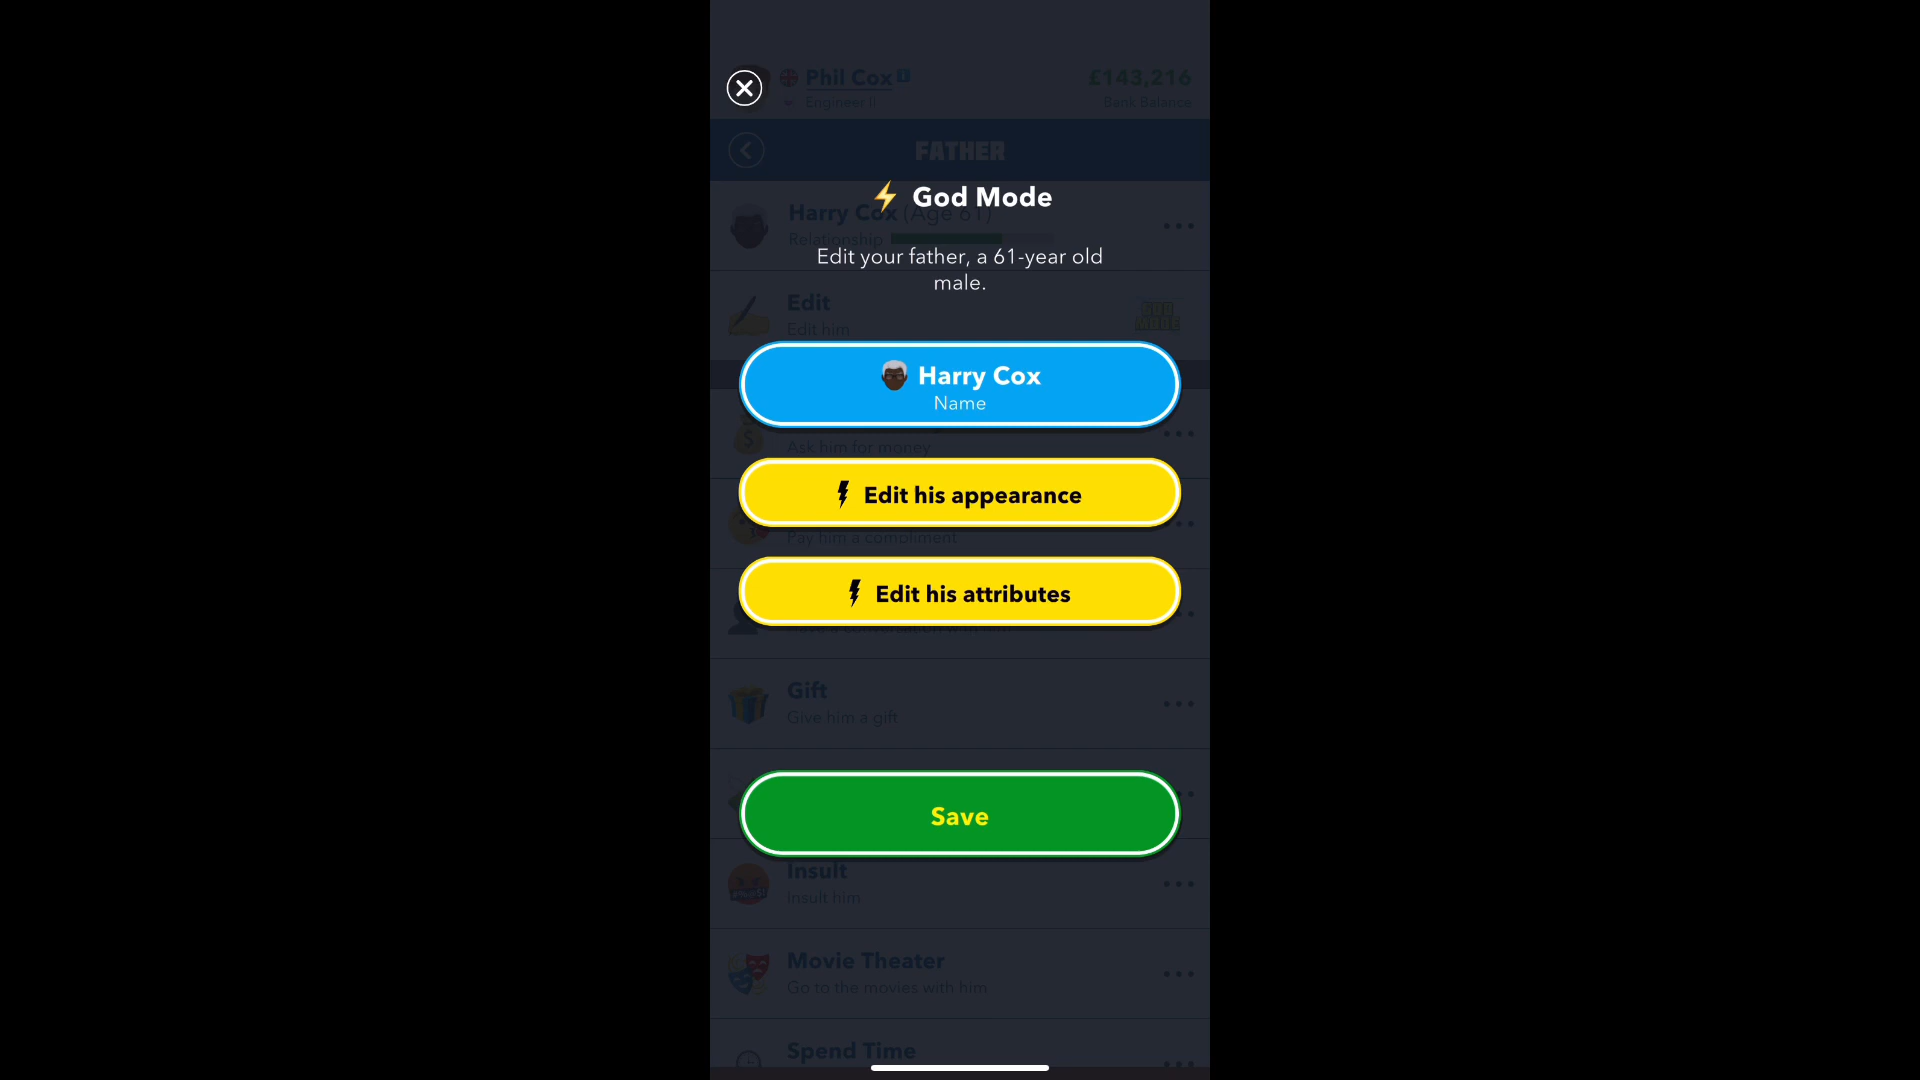 Phil Cox
£143,216
Engineer II
Bank Balance
FATHER
God Mode
Harry Cox (Age 61)
Relationship
Edit your father, a 61-year old
male.
Edit
Edit him
GOD
MODE
Harry Cox
Name
Ask him for money
Edit his appearance
Pay him a compliment
Edit his attributes
Gift
Give him a gift
Save
Insult
Insult him
Movie Theater
Go to the movies with him
Spend Time